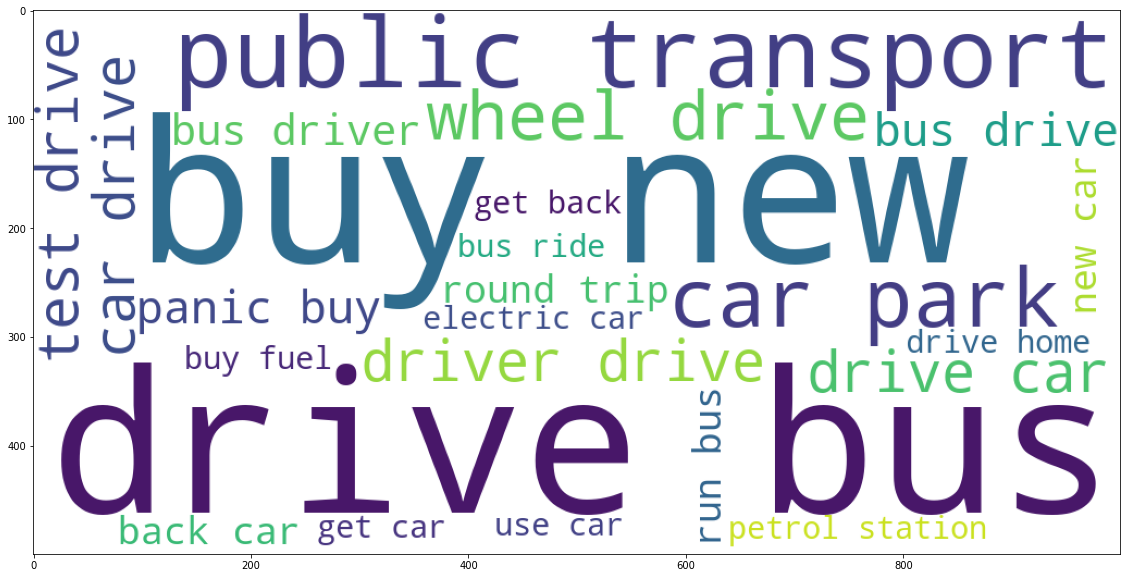 public transport
test drive
car drive
bus driver
wheel drive
bus drive
buy new
get back
bus ride
new car
round trip
car park
panic buy
electric car
drive home
buy fuel
driver drive
drive car
drive bus
run bus
back car
get car
use car
petrol station
0
100
200
300
400
0
200
400
600
800